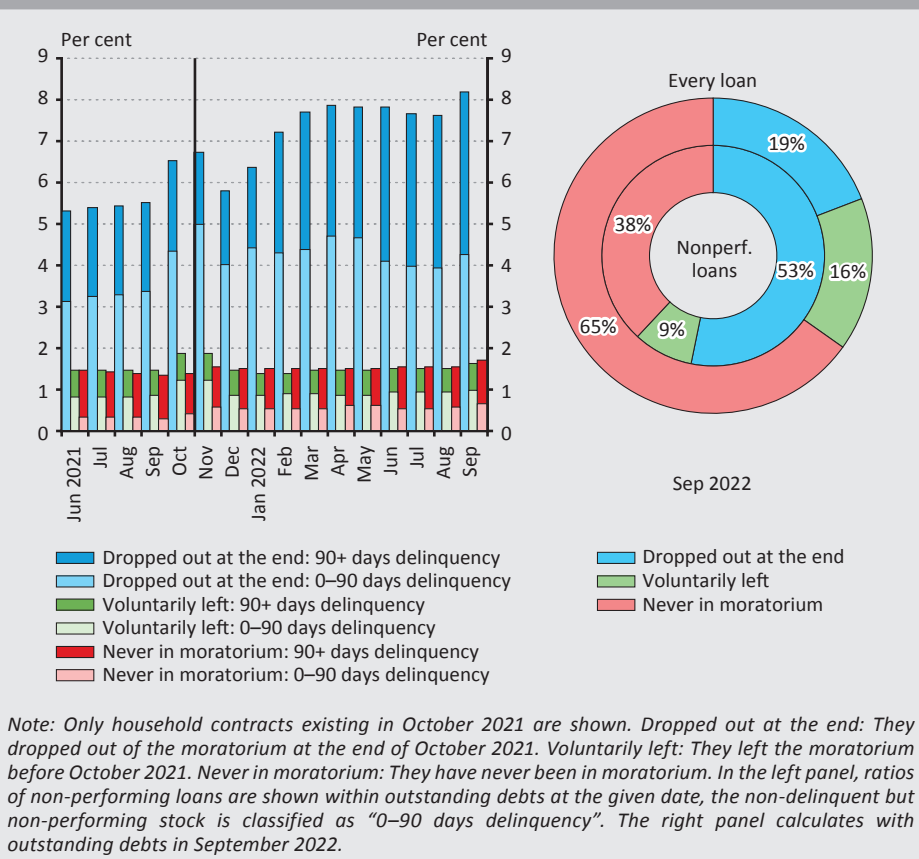 Per cent
Per cent
9
8
7
6
5
4
3
2
1
0
9
8
7
6
5
4
3
2
1
0
Jun 2021
Jul
Aug
Sep
Oct
Nov
Dec
Jan 2022
Feb
Mar
Apr
May
Jun
Jul
Aug
Sep
Dropped out at the end: 90+ days delinquency
Dropped out at the end: 0–90 days delinquency
Voluntarily left: 90+ days delinquency
Voluntarily left: 0–90 days delinquency
Never in moratorium: 90+ days delinquency
Never in moratorium: 0–90 days delinquency
Every loan
19%
38%
Nonperf.
loans
53%
16%
65%
9%
Sep 2022
Dropped out at the end
Voluntarily left
Never in moratorium
Note: Only household contracts existing in October 2021 are shown. Dropped out at the end: They
dropped out of the moratorium at the end of October 2021. Voluntarily left: They left the moratorium
before October 2021. Never in moratorium: They have never been in moratorium. In the left panel, ratios
of non-performing loans are shown within outstanding debts at the given date, the non-delinquent but
non-performing stock is classified as “0–90 days delinquency”. The right panel calculates with
outstanding debts in September 2022.